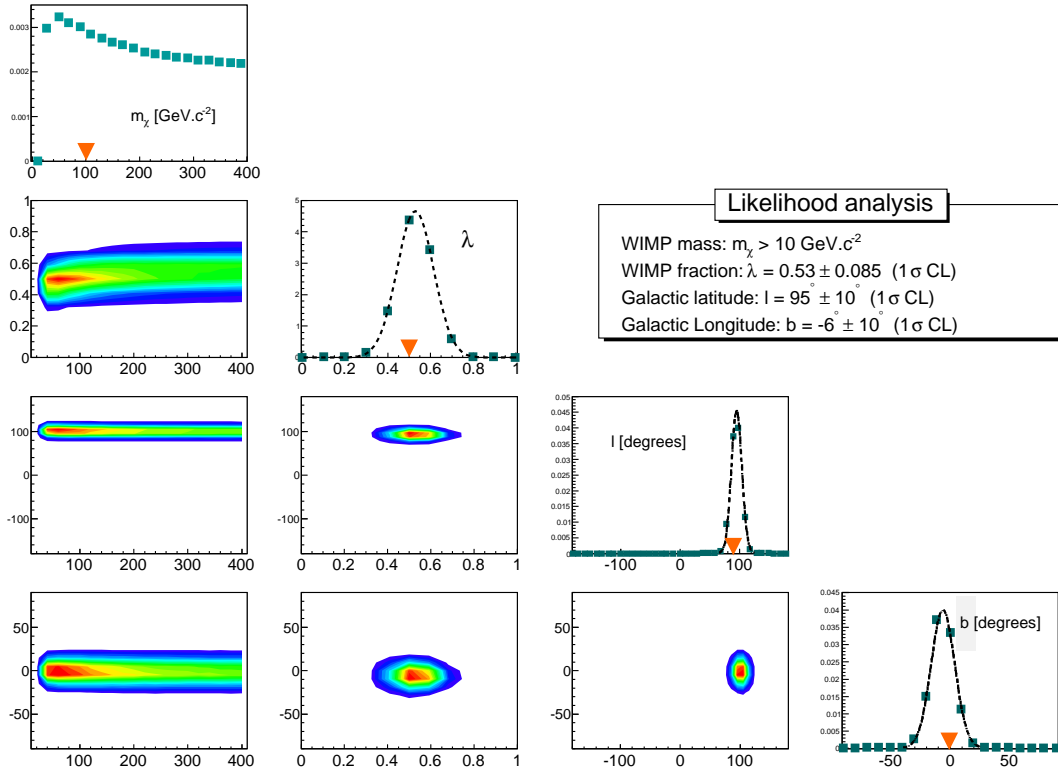 0.003
0.002
0.001
0
m_χ [GeV.c⁻²]
0 100 200 300 400
1
0.8
0.6
0.4
0.2
0
0 100 200 300 400
5
4
3
2
1
0
λ
0 0.2 0.4 0.6 0.8 1
Likelihood analysis
WIMP mass: m_χ > 10 GeV.c⁻²
WIMP fraction: λ = 0.53 ± 0.085 (1σ CL)
Galactic latitude: l = 95° ± 10° (1σ CL)
Galactic Longitude: b = -6° ± 10° (1σ CL)
100
0
-100
0 100 200 300 400
100
0
-100
0 0.2 0.4 0.6 0.8 1
0.05
0.045
0.04
0.035
0.03
0.025
0.02
0.015
0.01
0.005
0
l [degrees]
-100 0 100
50
0
-50
0 100 200 300 400
50
0
-50
0 0.2 0.4 0.6 0.8 1
50
0
-50
-100 0 100
0.045
0.04
0.035
0.03
0.025
0.02
0.015
0.01
0.005
0
b [degrees]
-50 0 50